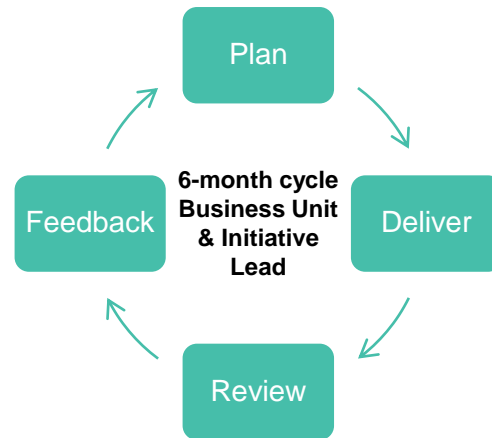 Plan
6-month cycle
Business Unit
& Initiative
Lead
Feedback
Deliver
Review